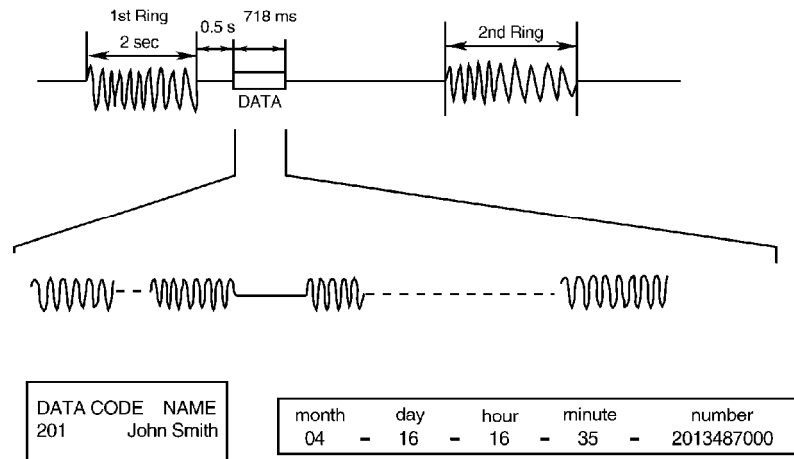 1st Ring
0.5 s 718 ms
2 sec
2nd Ring
DATA
DATA CODE NAME
201 John Smith
month day hour minute number
04 - 16 - 16 - 35 - 2013487000